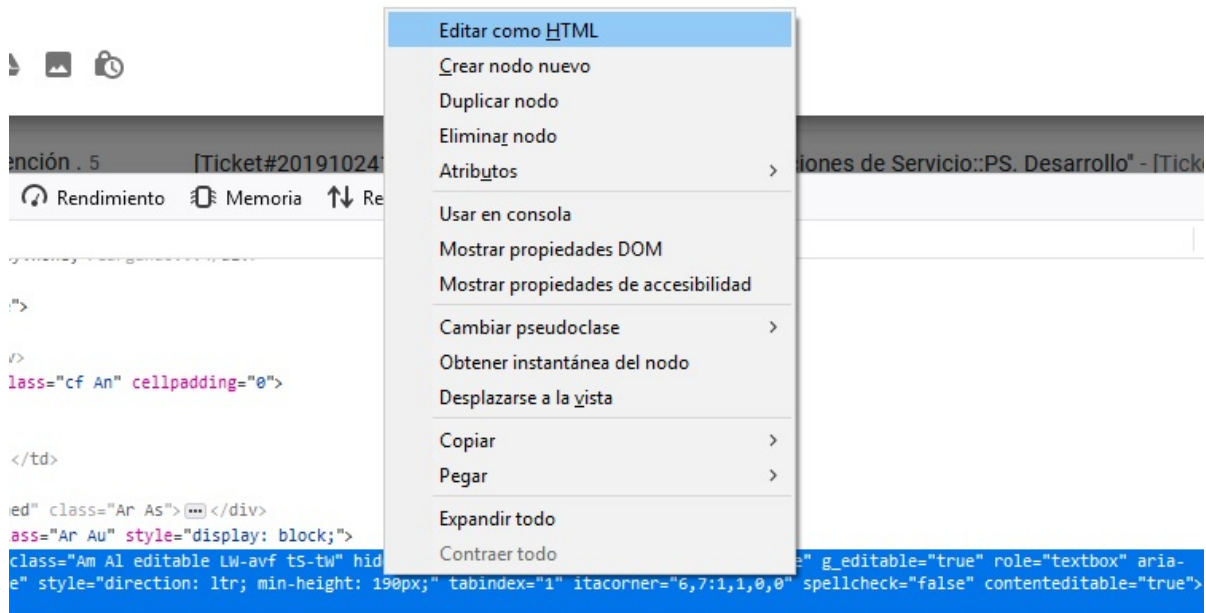 Editar como HTML
Crear nodo nuevo
Duplicar nodo
Eliminar nodo
Atributos
Usar en consola
Mostrar propiedades DOM
Mostrar propiedades de accesibilidad
Cambiar pseudoclase
Obtener instantánea del nodo
Desplazarse a la vista
Copiar
Pegar
Expandir todo
Contraer todo
ención . 5 [Ticket#201910241 iones de Servicio::PS. Desarrollo" - [Tick
Rendimiento Memoria Re
">
lass="cf An" cellpadding="0">
</td>
ed" class="Ar As"> </div>
ass="Ar Au" style="display: block;">
class="Am Al editable LW-avf tS-tW" hid e" g_editable="true" role="textbox" aria-
e" style="direction: ltr; min-height: 190px;" tabindex="1" itacorner="6,7:1,1,0,0" spellcheck="false" contenteditable="true">